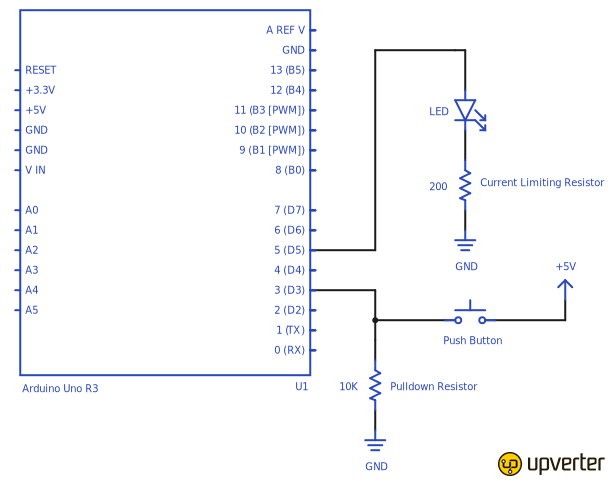 A REF V
GND
RESET
13 (B5)
+3.3V
12 (B4)
+5V
11 (B3 [PWM])
GND
10 (B2 [PWM])
GND
9 (B1 [PWM])
V IN
8 (B0)
A0
7 (D7)
A1
6 (D6)
A2
5 (D5)
A3
4 (D4)
A4
3 (D3)
A5
2 (D2)
1 (TX)
0 (RX)
Arduino Uno R3
U1
LED
200
Current Limiting Resistor
GND
+5V
Push Button
10K
Pulldown Resistor
GND
upverter